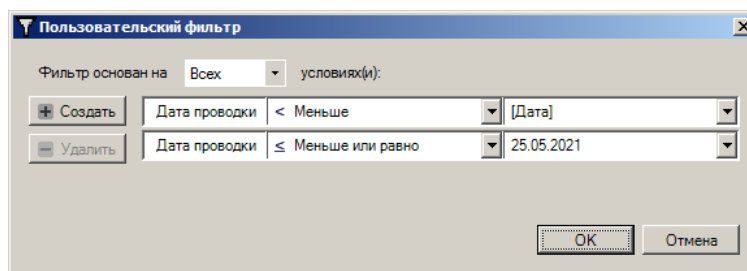 Пользовательский фильтр
Фильтр основан на Всех условиях(и):
Создать Дата проводки < Меньше [Дата]
Удалить Дата проводки ≤ Меньше или равно 25.05.2021
OK Отмена